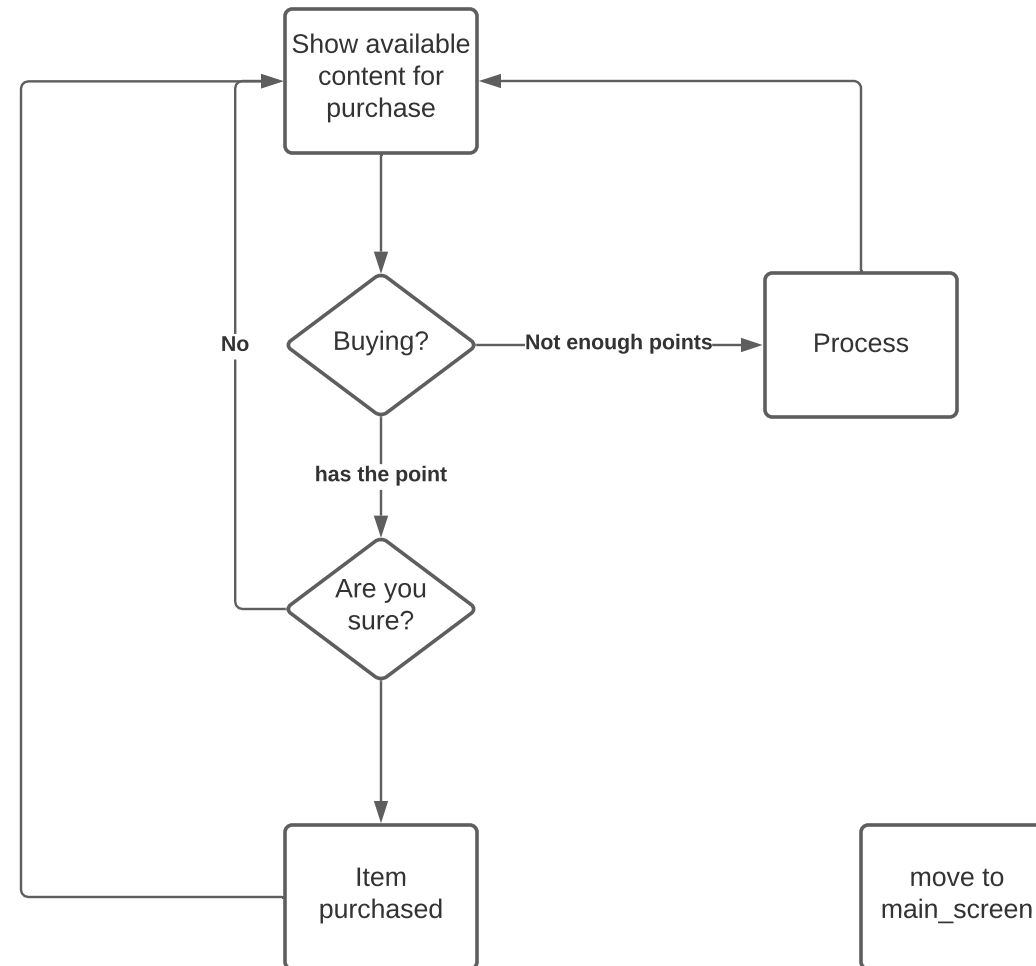 Show available
content for
purchase
Buying?
Not enough points
Process
No
has the point
Are you
sure?
Item
purchased
move to
main_screen